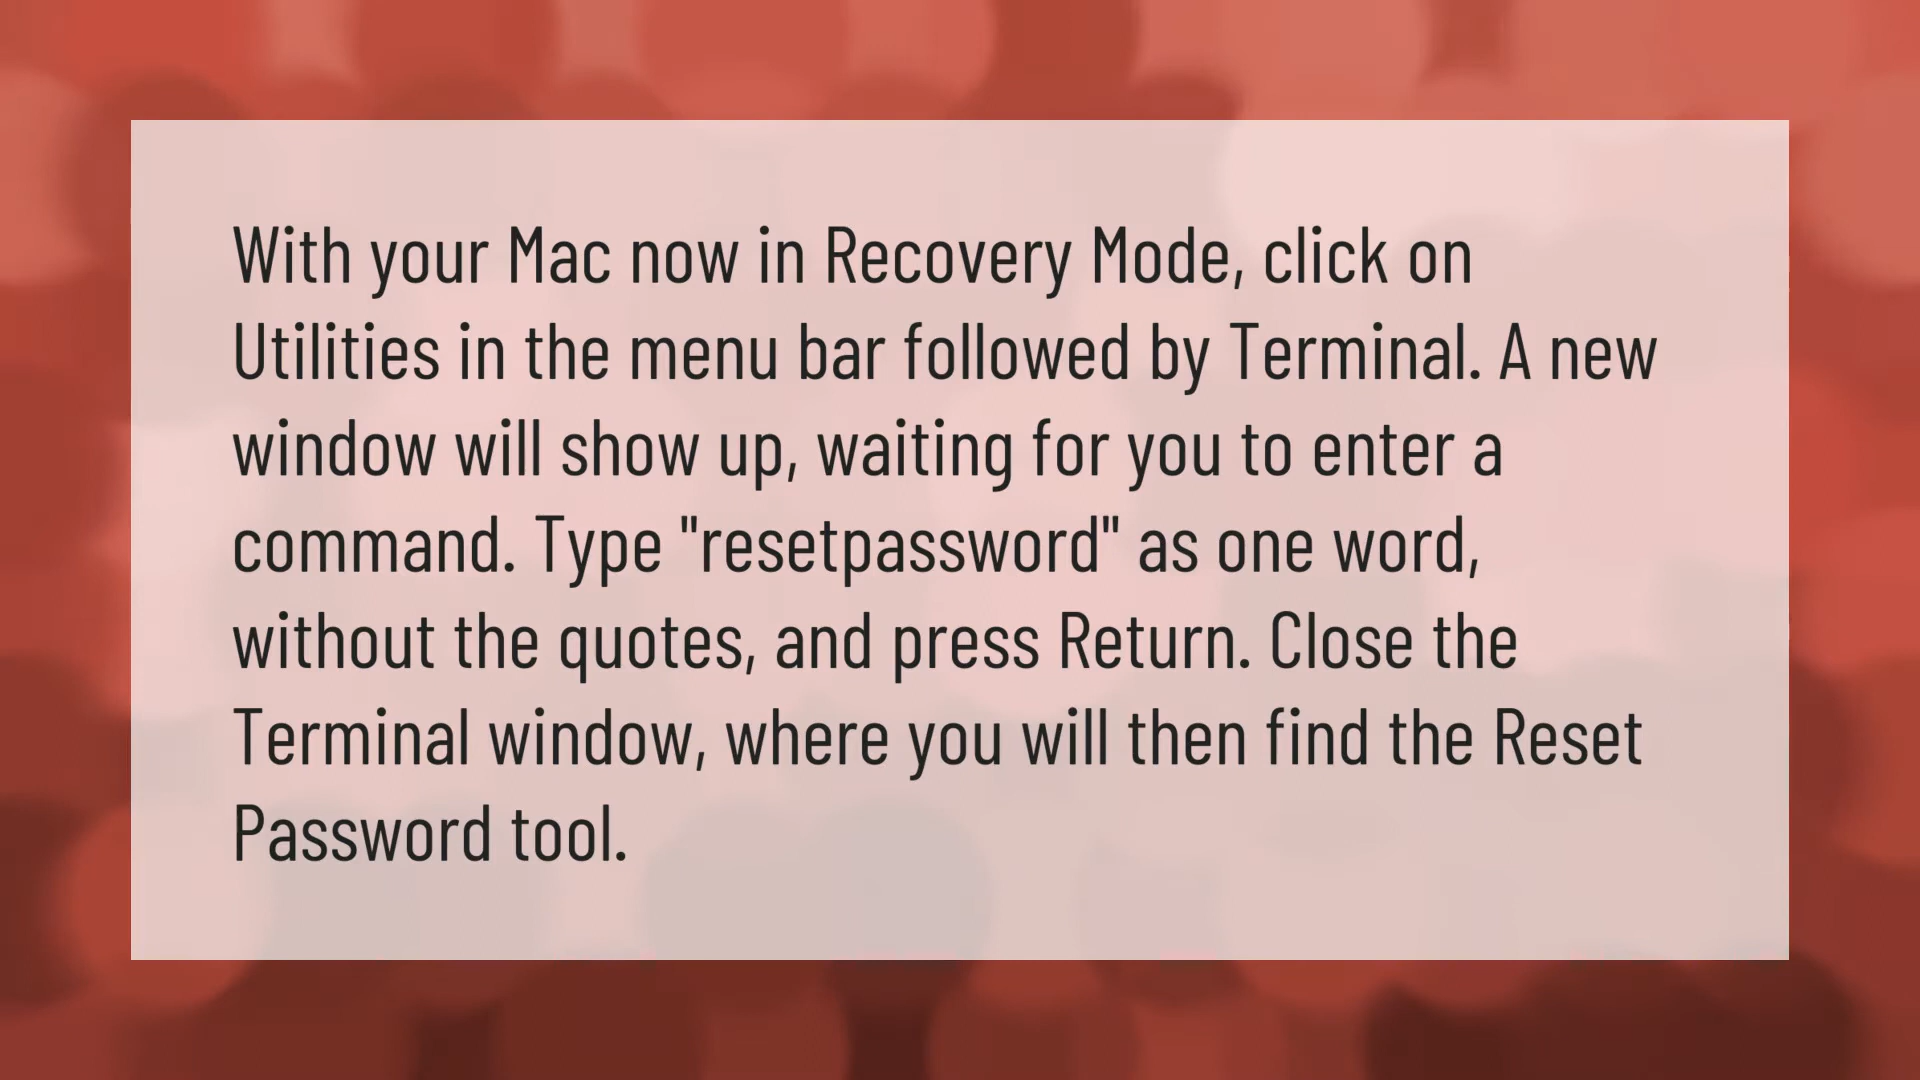 With your Mac now in Recovery Mode, click on
Utilities in the menu bar followed by Terminal. A new
window will show up, waiting for you to enter a
command. Type "resetpassword" as one word,
without the quotes, and press Return. Close the
Terminal window, where you will then find the Reset
Password tool.